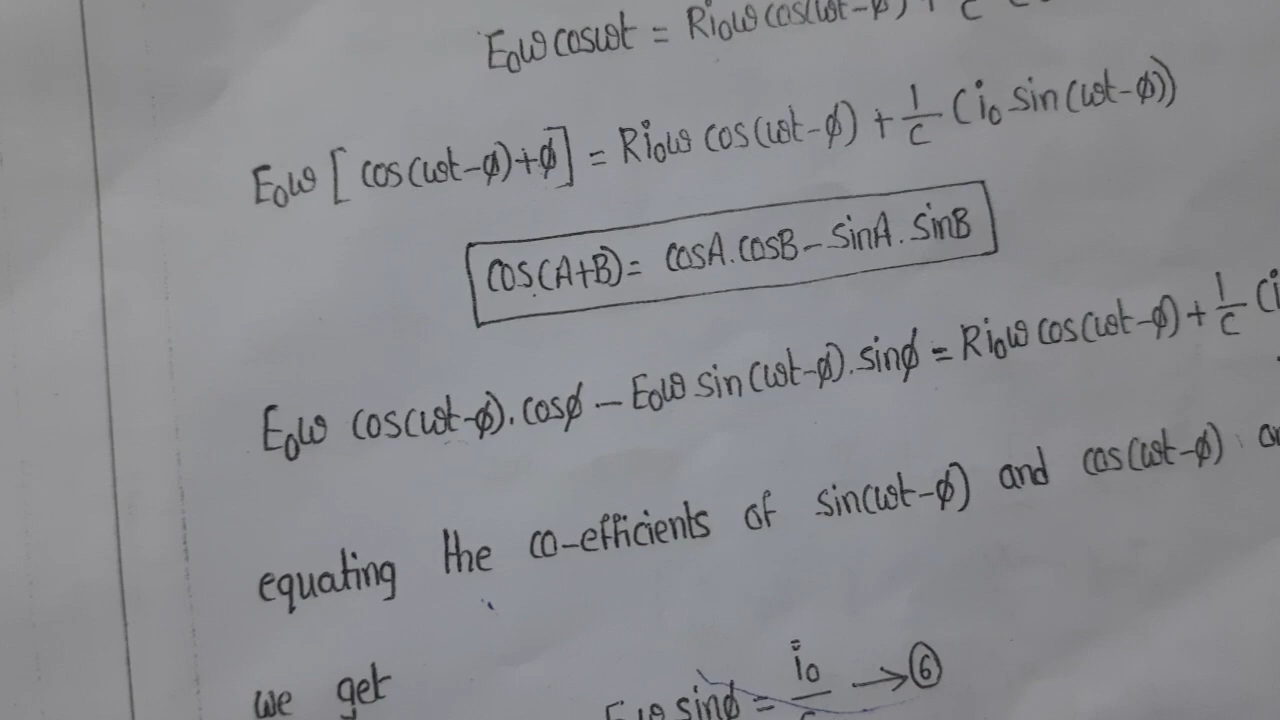 E₀ω cosωt = Ri₀ω cos(ωt-φ) +
E₀ω [ cos(ωt-φ)+φ] = Ri₀ω cos(ωt-φ) + 1/c (i₀ sin(ωt-φ))
cos(A+B)= cosA.cosB - sinA. sinB
E₀ω cos(ωt-φ). cosφ - E₀ω sin(ωt-φ). sinφ = Ri₀ω cos(ωt-φ) + 1/c (i
equating the co-efficients of sin(ωt-φ) and cos(ωt-φ)
we get E₀ω sinφ = i₀/c → ⑥